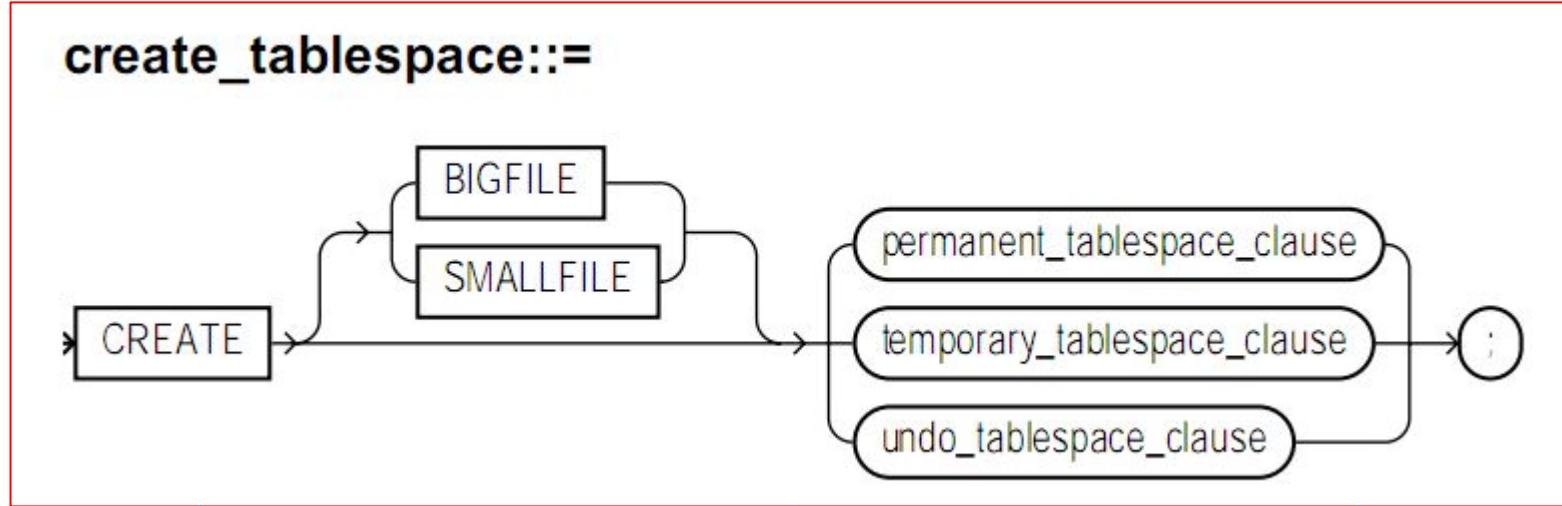 create_tablespace::=
BIGFILE
SMALLFILE
CREATE
permanent_tablespace_clause
temporary_tablespace_clause
undo_tablespace_clause
;